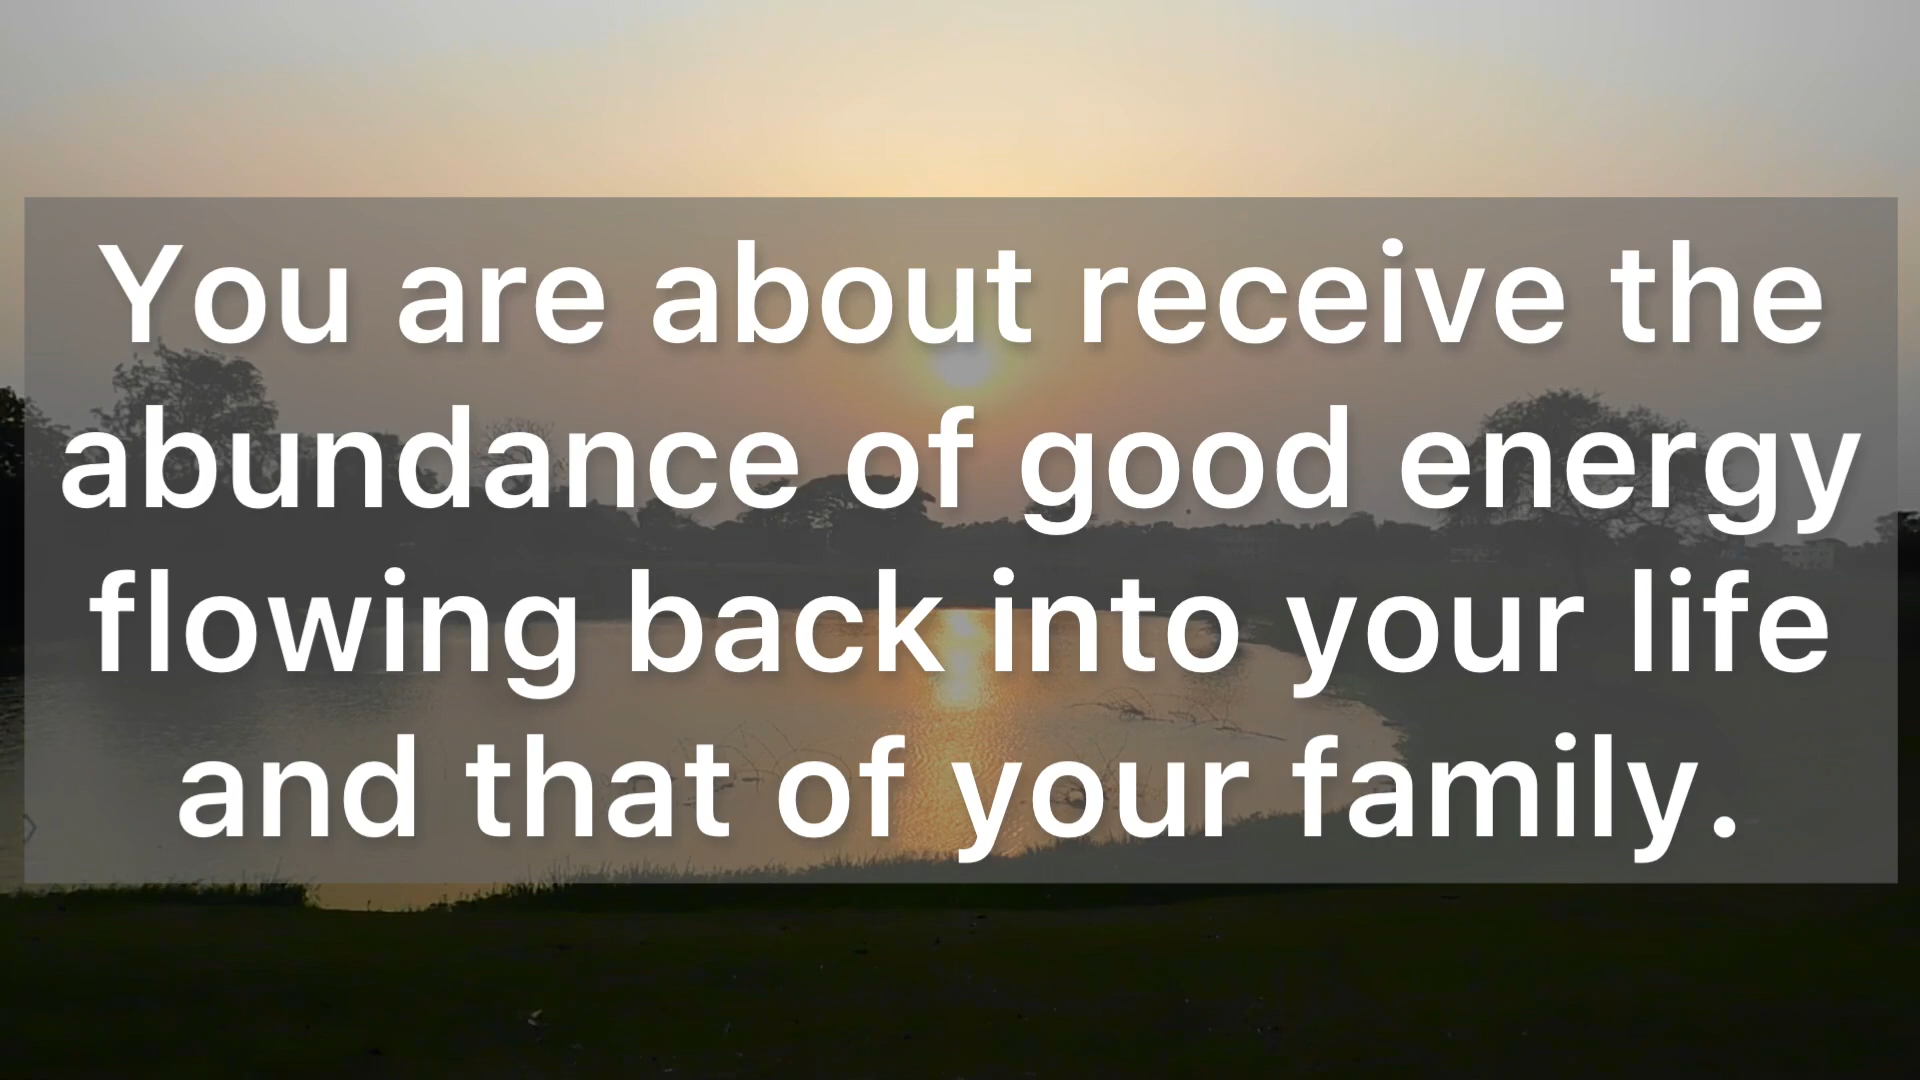 You are about receive the
abundance of good energy
flowing back into your life
and that of your family.